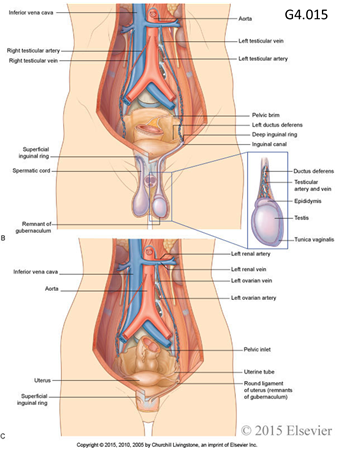 G4.015
Inferior vena cava
Aorta
Left testicular vein
Right testicular artery
Right testicular vein
Left testicular artery
Pelvic brim
Left ductus deferens
Deep inguinal ring
Inguinal canal
Superficial
inguinal ring
Spermatic cord
Ductus deferens
Testicular
artery and vein
Epididymis
Testis
Tunica vaginalis
Remnant of
gubernaculum
B
Left renal artery
Left renal vein
Inferior vena cava
Left ovarian vein
Aorta
Left ovarian artery
Pelvic inlet
Uterine tube
Uterus
Round ligament
of uterus (remnants
of gubernaculum)
Superficial
inguinal ring
© 2015 Elsevier
C
Copyright © 2015, 2010, 2005 by Churchill Livingstone, an imprint of Elsevier Inc.